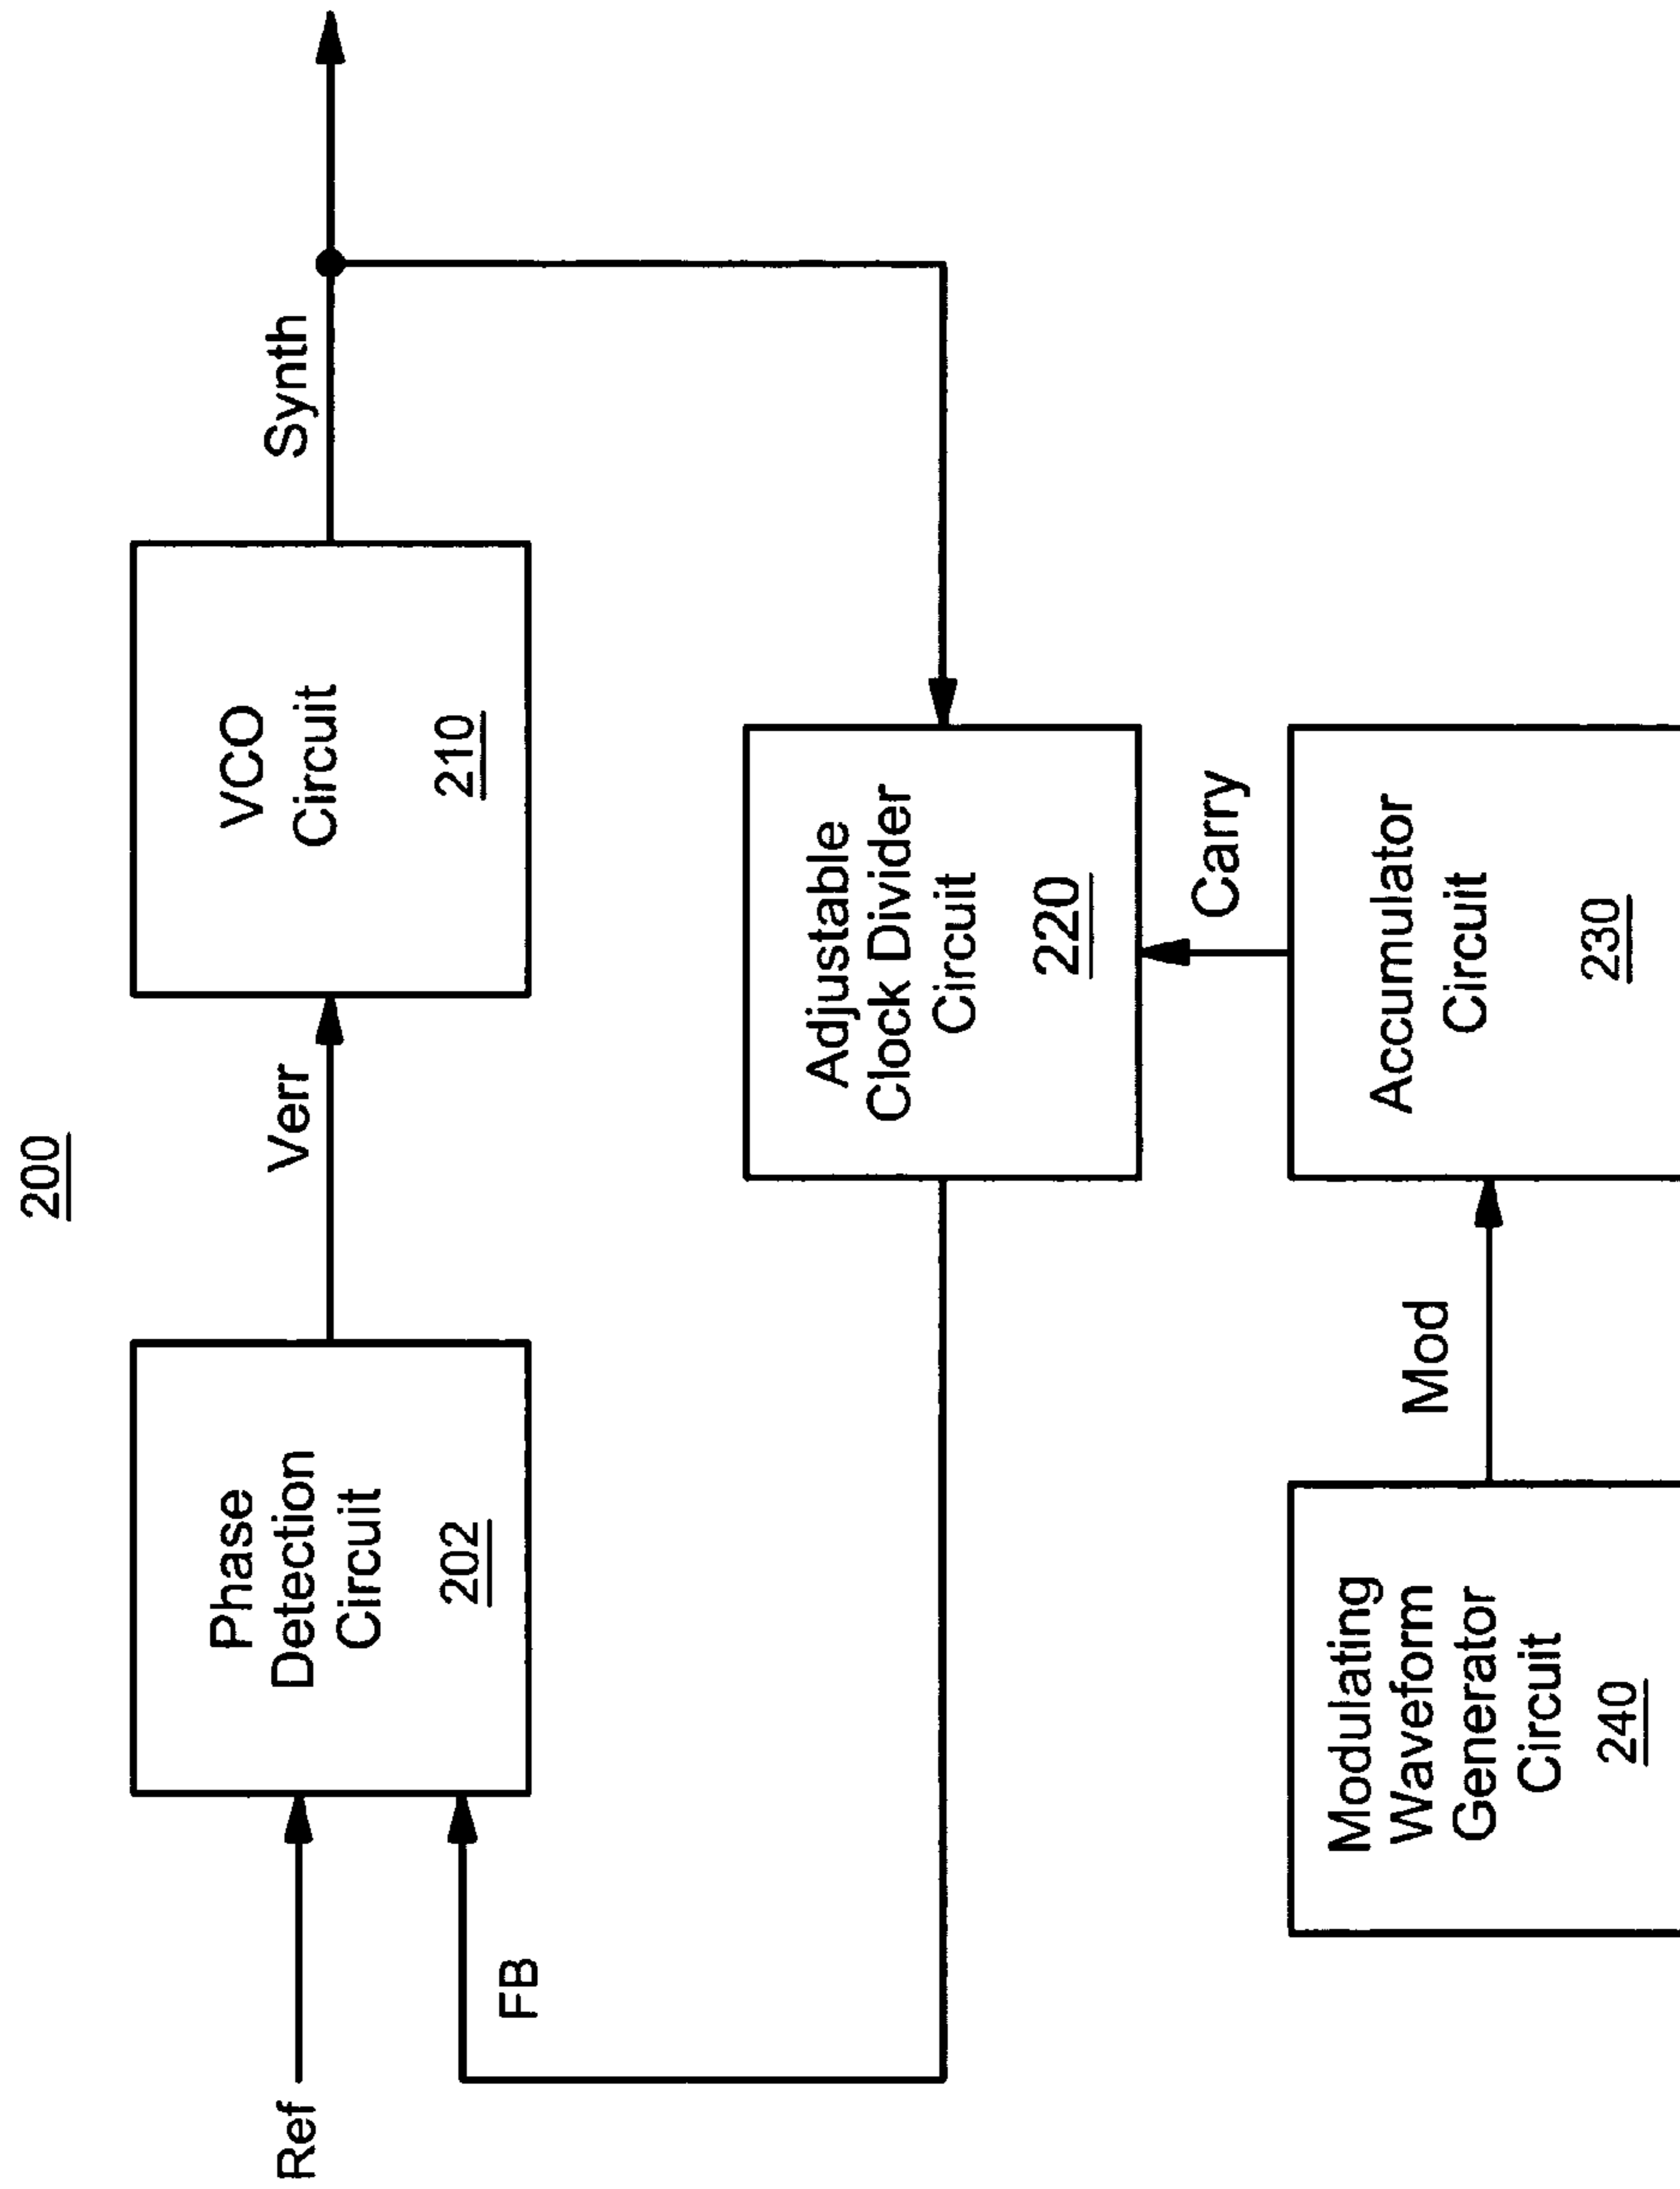 200
Ref
FB
Phase
Detection
Circuit
202
Verr
VCO
Circuit
210
Synth
Adjustable
Clock Divider
Circuit
220
Carry
Modulating
Waveform
Generator
Circuit
240
Mod
Accumulator
Circuit
230